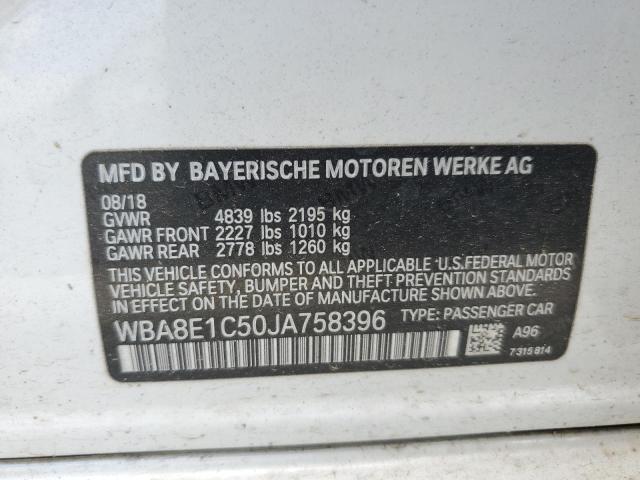 MFD BY BAYERISCHE MOTOREN WERKE AG
08/18
GVWR 4839 lbs 2195 kg
GAWR FRONT 2227 lbs 1010 kg
GAWR REAR 2778 lbs 1260 kg
THIS VEHICLE CONFORMS TO ALL APPLICABLE U.S.FEDERAL MOTOR
VEHICLE SAFETY, BUMPER AND THEFT PREVENTION STANDARDS
IN EFFECT ON THE DATE OF MANUFACTURE SHOWN ABOVE.
WBA8E1C50JA758396 TYPE: PASSENGER CAR
A96
7315814